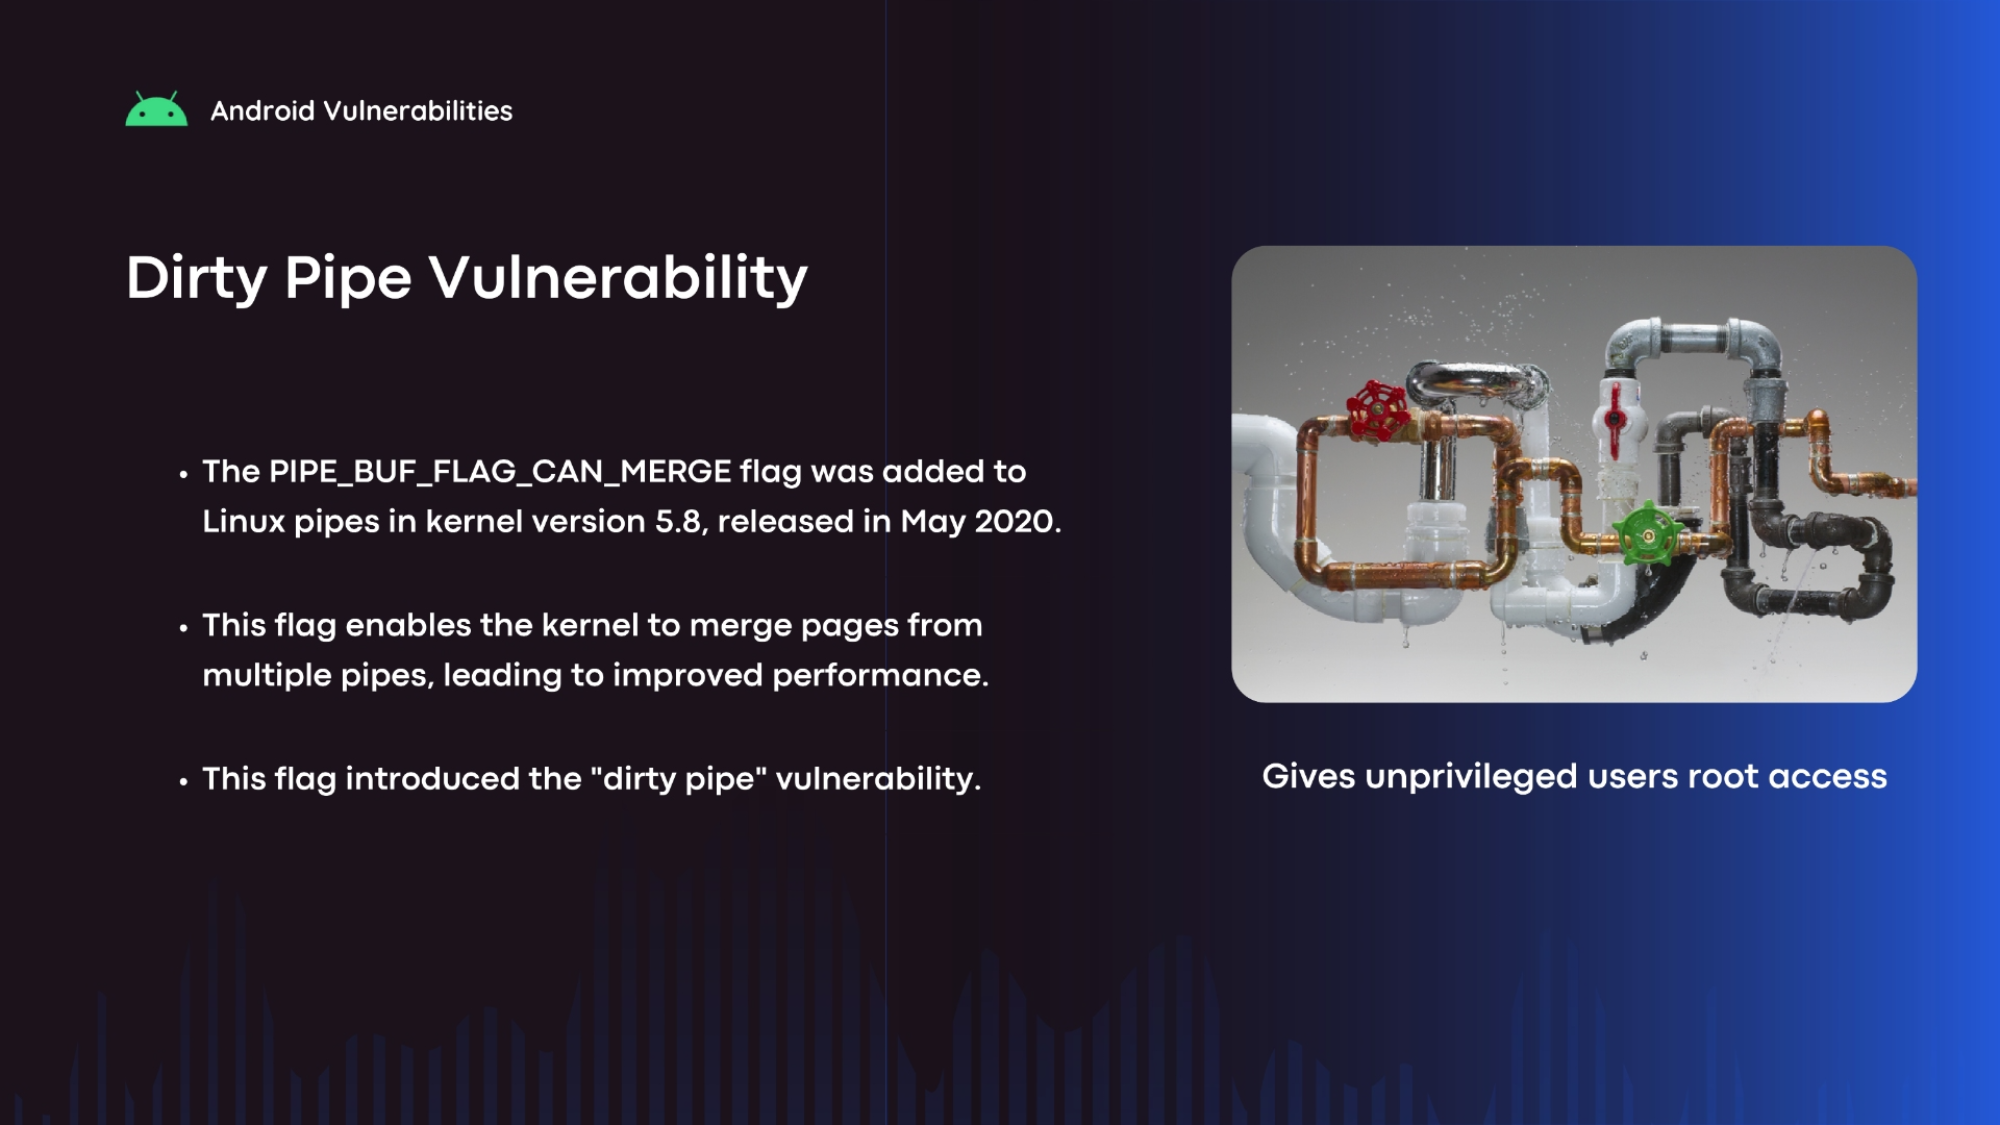 Android Vulnerabilities
Dirty Pipe Vulnerability
• The PIPE_BUF_FLAG_CAN_MERGE flag was added to
Linux pipes in kernel version 5.8, released in May 2020.
• This flag enables the kernel to merge pages from
multiple pipes, leading to improved performance.
• This flag introduced the "dirty pipe" vulnerability.
Gives unprivileged users root access